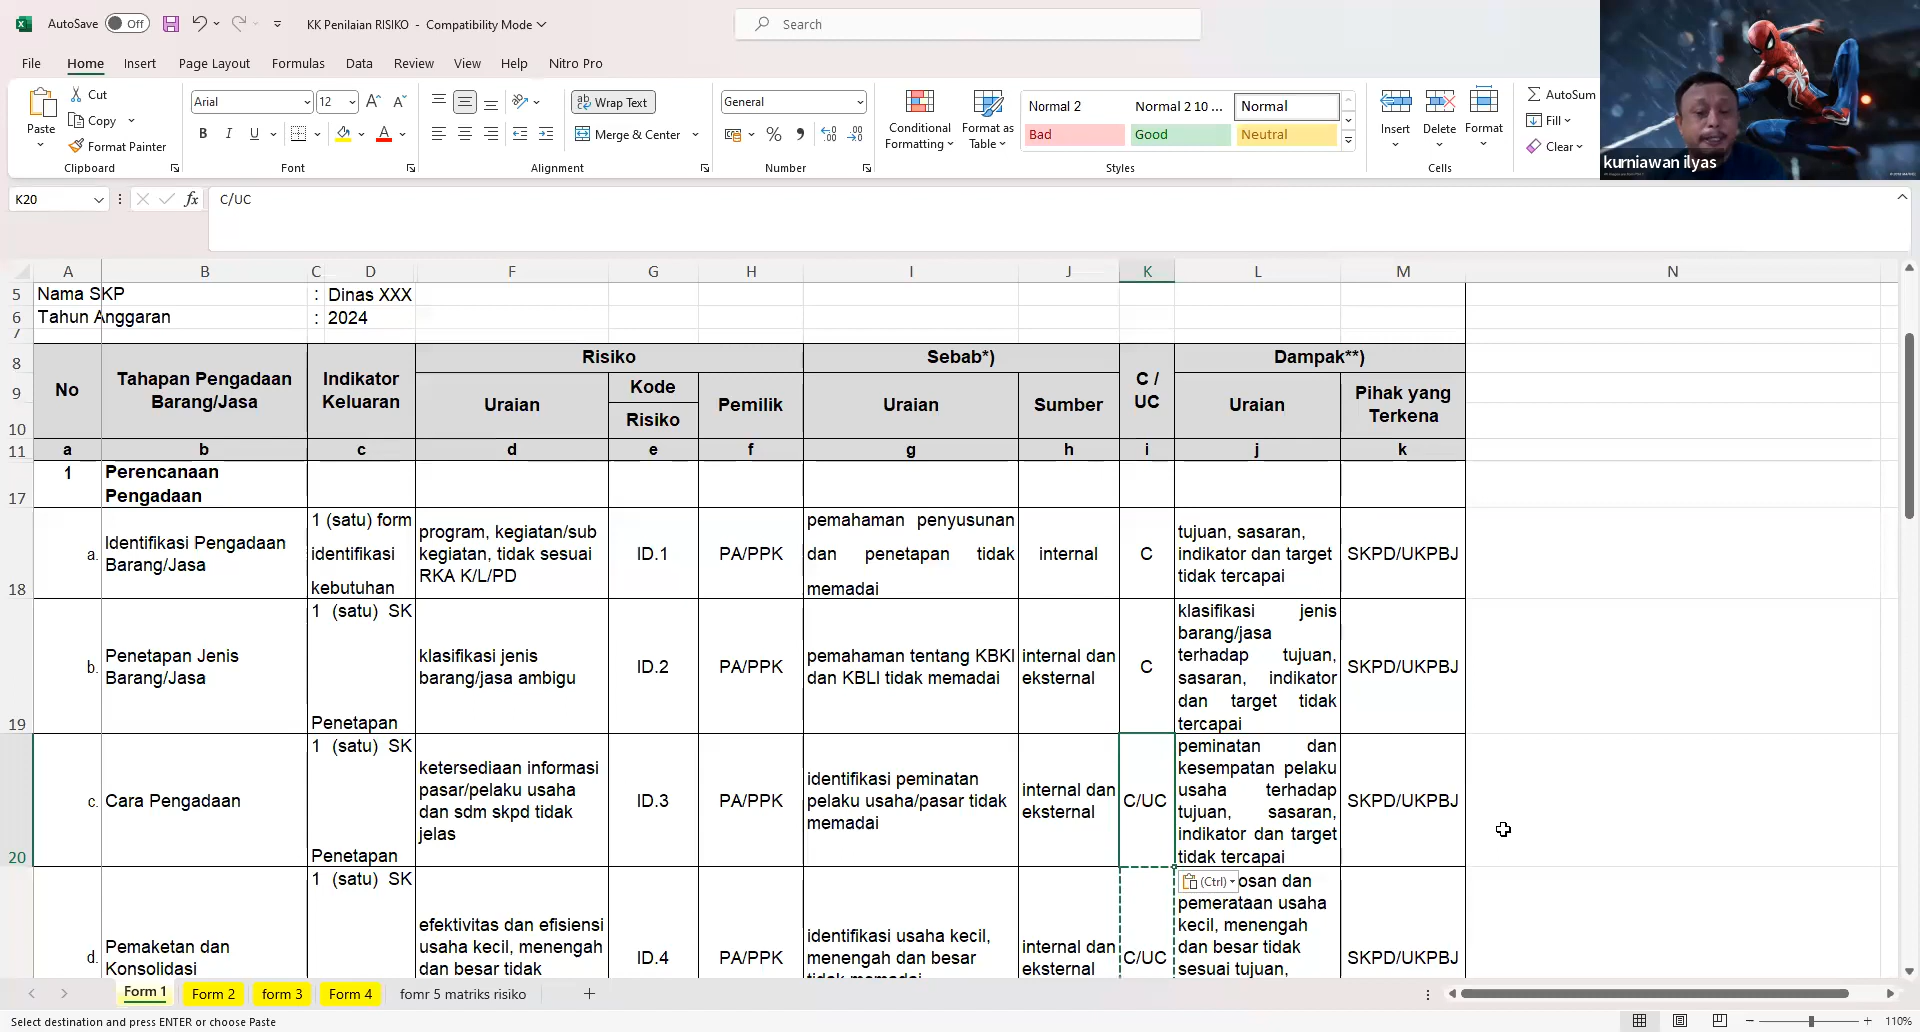 AutoSave Off KK Penilaian RISIKO - Compatibility Mode Search
File Home Insert Page Layout Formulas Data Review View Help Nitro Pro
Paste Cut Copy Format Painter Clipboard
Arial 12 B I U Font
Wrap Text Merge & Center Alignment
General Number
Conditional Formatting Format as Table
Normal 2 Normal 2 10 ... Normal
Bad Good Neutral
Styles
Insert Delete Format Cells
AutoSum
Fill
Clear
kurniawan ilyas
K20 fx C/UC
A B C D F G H I J K L M N
5 Nama SKP : Dinas XXX
6 Tahun Anggaran : 2024
7
8 9 10
No
Tahapan Pengadaan
Barang/Jasa
Indikator
Keluaran
Risiko
Uraian
Kode
Risiko
Pemilik
Sebab*)
Uraian
Sumber
C /
UC
Dampak**)
Uraian
Pihak yang
Terkena
11 a b c d e f g h i j k
17 1 Perencanaan
Pengadaan
18 a.
Identifikasi Pengadaan
Barang/Jasa
1 (satu) form
identifikasi
kebutuhan
program, kegiatan/sub
kegiatan, tidak sesuai
RKA K/L/PD
ID.1
PA/PPK
pemahaman penyusunan
dan penetapan tidak
memadai
internal
C
tujuan, sasaran,
indikator dan target
tidak tercapai
SKPD/UKPBJ
19 b.
Penetapan Jenis
Barang/Jasa
1 (satu) SK
Penetapan
klasifikasi jenis
barang/jasa ambigu
ID.2
PA/PPK
pemahaman tentang KBKI
dan KBLI tidak memadai
internal dan
eksternal
C
klasifikasi jenis
barang/jasa
terhadap tujuan,
sasaran, indikator
dan target tidak
tercapai
SKPD/UKPBJ
20 c.
Cara Pengadaan
1 (satu) SK
Penetapan
ketersediaan informasi
pasar/pelaku usaha
dan sdm skpd tidak
jelas
ID.3
PA/PPK
identifikasi peminatan
pelaku usaha/pasar tidak
memadai
internal dan
eksternal
C/UC
peminatan dan
kesempatan pelaku
usaha terhadap
tujuan, sasaran,
indikator dan target
tidak tercapai
SKPD/UKPBJ
d.
Pemaketan dan
Konsolidasi
1 (satu) SK
efektivitas dan efisiensi
usaha kecil, menengah
dan besar tidak
ID.4
PA/PPK
identifikasi usaha kecil,
menengah dan besar
tidak memadai
internal dan
eksternal
C/UC
(Ctrl)
osan dan
pemerataan usaha
kecil, menengah
dan besar tidak
sesuai tujuan,
SKPD/UKPBJ
Form 1 Form 2 form 3 Form 4 fomr 5 matriks risiko
Select destination and press ENTER or choose Paste 110%